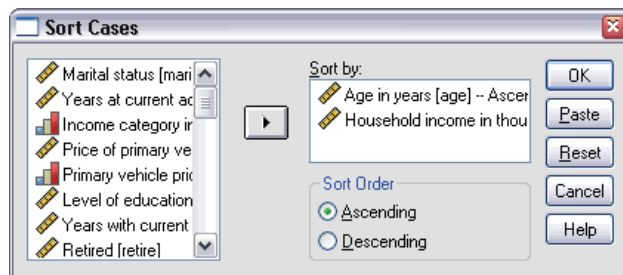 Sort Cases
Marital status [mari
Years at current ad
Income category in
Price of primary ve
Primary vehicle pric
Level of education
Years with current
Retired [retire]
Sort by:
Age in years [age] -- Ascen
Household income in thou
Sort Order
Ascending
Descending
OK
Paste
Reset
Cancel
Help